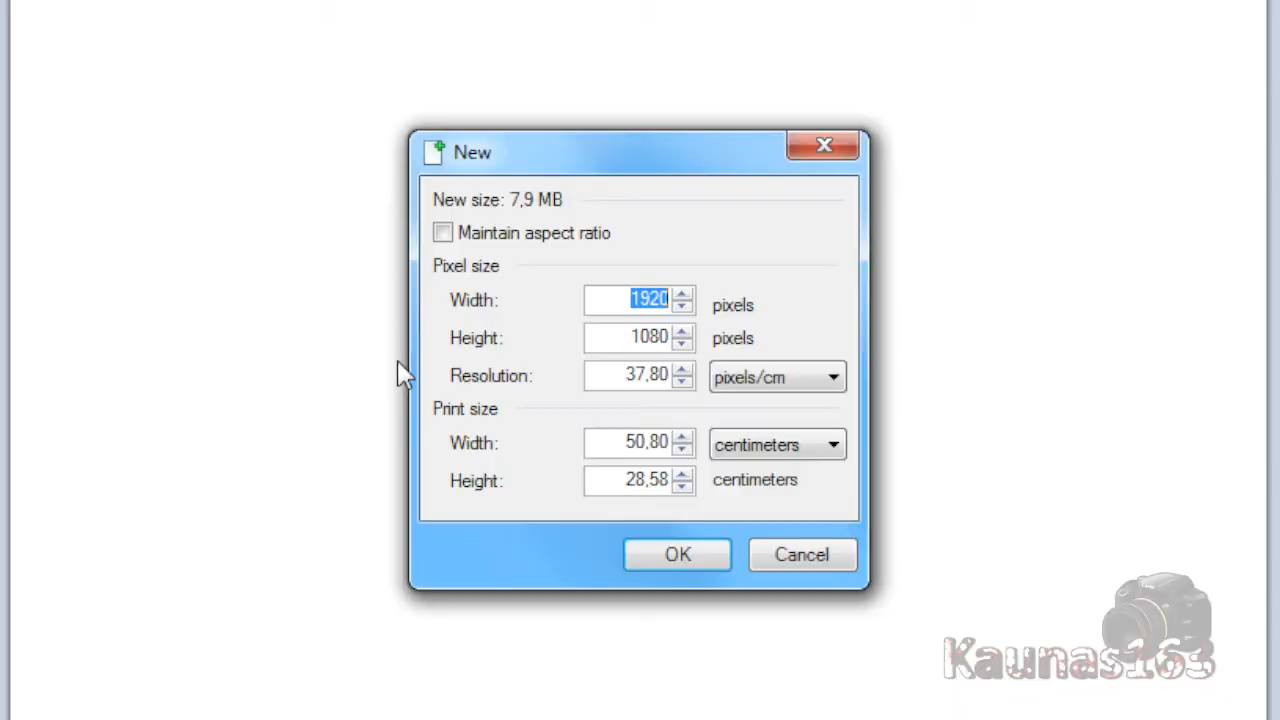 New
New size: 7,9 MB
Maintain aspect ratio
Pixel size
Width: 1920 pixels
Height: 1080 pixels
Resolution: 37,80 pixels/cm
Print size
Width: 50,80 centimeters
Height: 28,58 centimeters
OK Cancel
Kaunas163